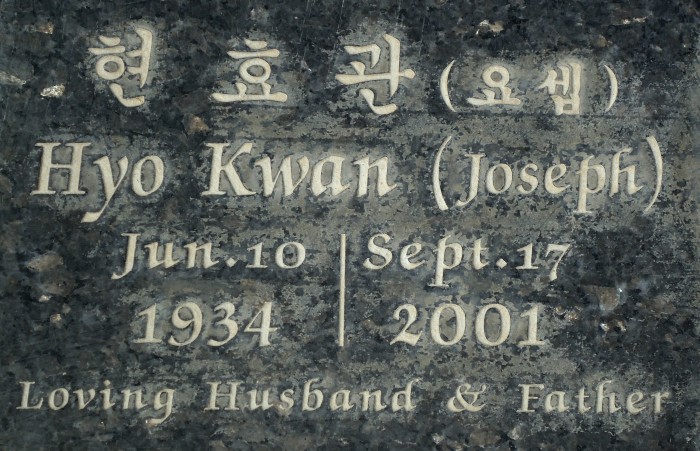 현 효 관 (요셉)
Hyo Kwan (Joseph)
Jun. 10 | Sept. 17
1934 | 2001
Loving Husband & Father